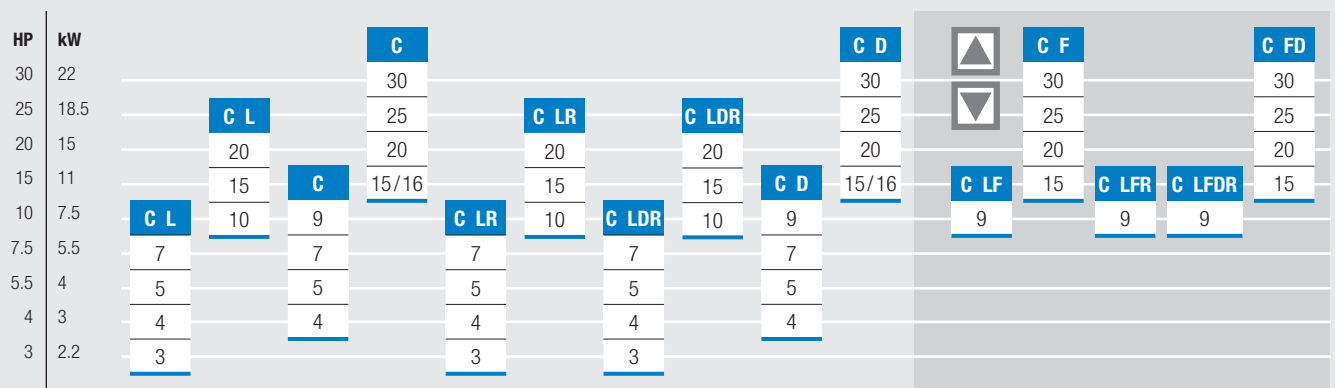 HP kW C C D C F C FD
30 22 30 30 30 30
25 18.5 C L 25 C LR C LDR 25 25 25
20 15 20 20 20 20 20 20 20
15 11 15 C 15/16 15 15 C D 15/16 C LF 15 C LFR C LFDR 15
10 7.5 C L 10 9 C LR 10 C LDR 10 9 9 9 9
7.5 5.5 7 7 7 7 7
5.5 4 5 5 5 5 5
4 3 4 4 4 4 4
3 2.2 3 3 3